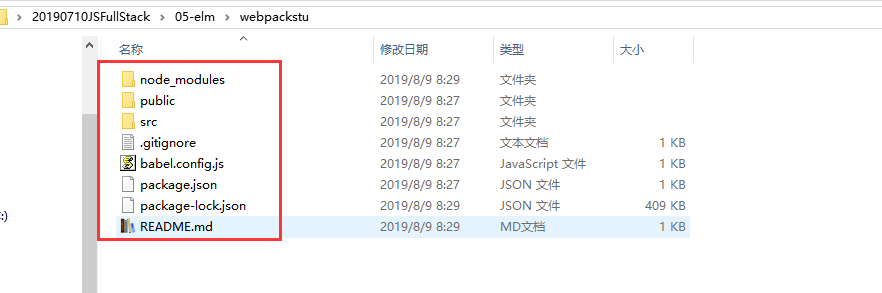 20190710JSFullStack > 05-elm > webpackstu
名称 修改日期 类型 大小
node_modules 2019/8/9 8:29 文件夹
public 2019/8/9 8:27 文件夹
src 2019/8/9 8:27 文件夹
.gitignore 2019/8/9 8:27 文本文档 1 KB
babel.config.js 2019/8/9 8:27 JavaScript 文件 1 KB
package.json 2019/8/9 8:27 JSON 文件 1 KB
package-lock.json 2019/8/9 8:29 JSON 文件 409 KB
README.md 2019/8/9 8:29 MD文档 1 KB
:)